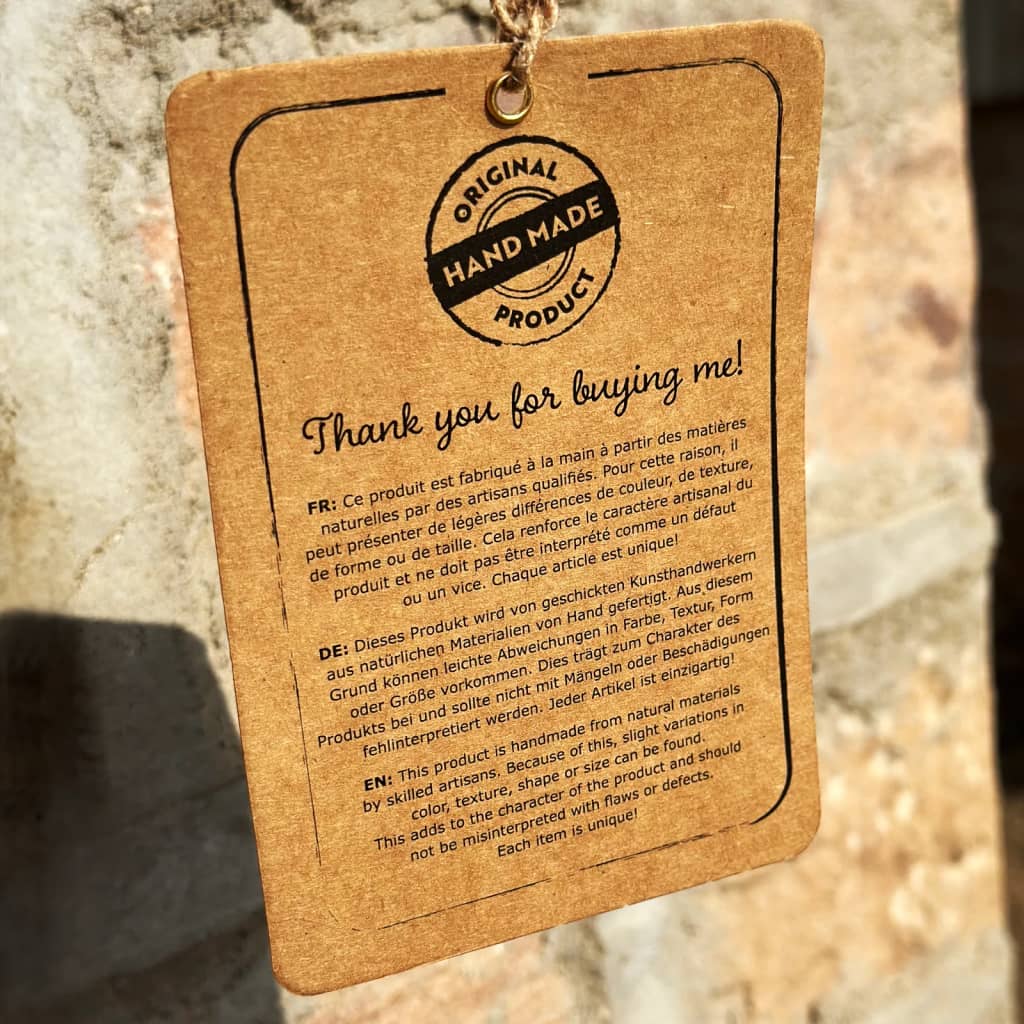 ORIGINAL
HAND MADE
PRODUCT
Thank you for buying me!
FR: Ce produit est fabriqué à la main à partir des matières
naturelles par des artisans qualifiés. Pour cette raison, il
peut présenter de légères différences de couleur, de texture,
de forme ou de taille. Cela renforce le caractère artisanal du
produit et ne doit pas être interprété comme un défaut
ou un vice. Chaque article est unique!
DE: Dieses Produkt wird von geschickten Kunsthandwerkern
aus natürlichen Materialien von Hand gefertigt. Aus diesem
Grund können leichte Abweichungen in Farbe, Textur, Form
oder Größe vorkommen. Dies trägt zum Charakter des
Produkts bei und sollte nicht mit Mängeln oder Beschädigungen
fehlinterpretiert werden. Jeder Artikel ist einzigartig!
EN: This product is handmade from natural materials
by skilled artisans. Because of this, slight variations in
color, texture, shape or size can be found.
This adds to the character of the product and should
not be misinterpreted with flaws or defects.
Each item is unique!